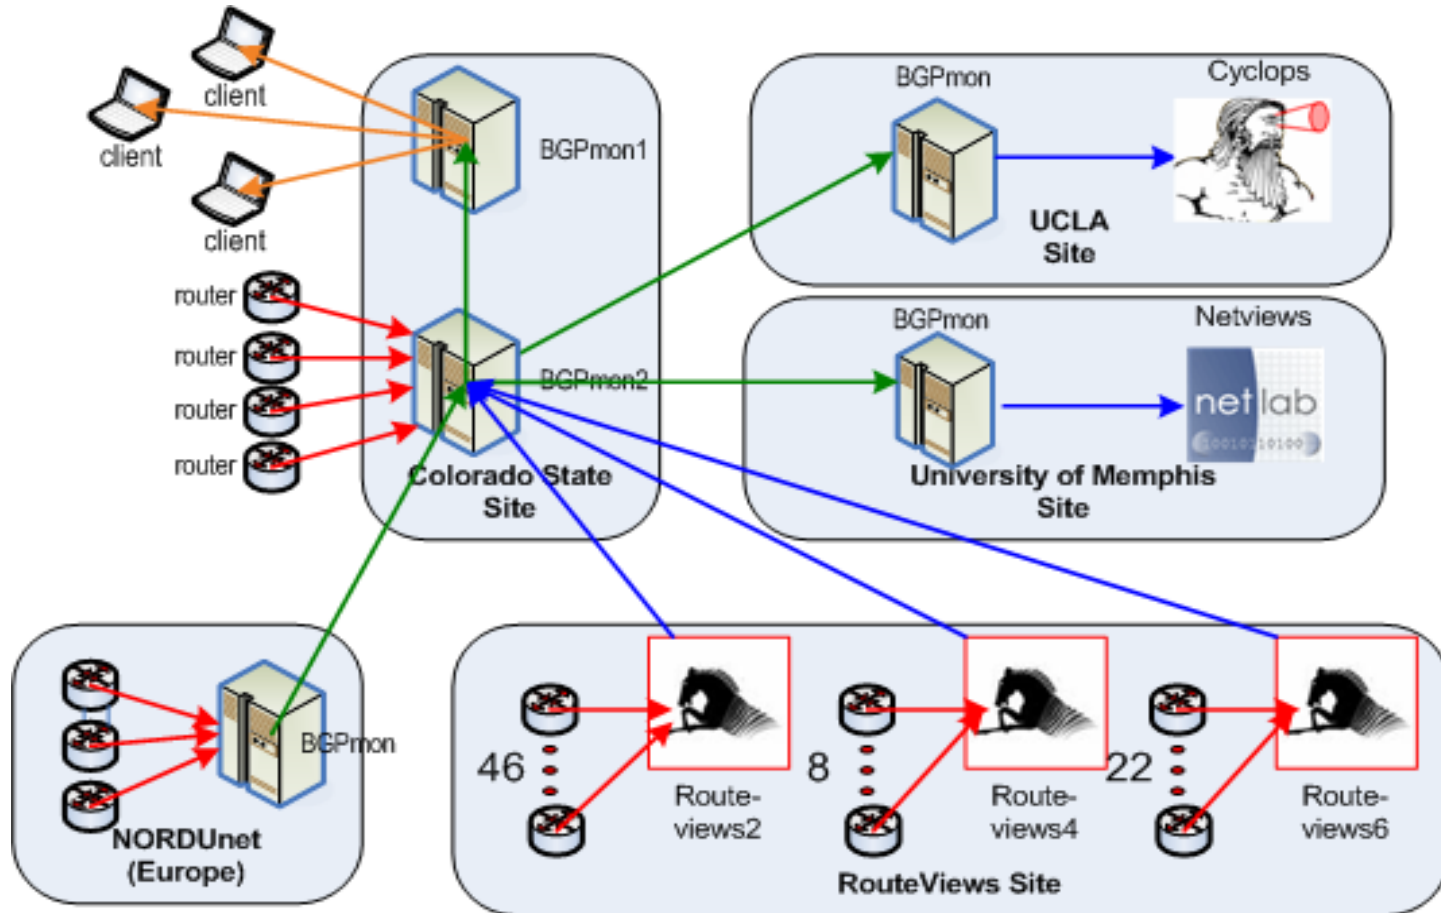 client
client
client
BGPmon1
router
router
router
router
BGPmon2
Colorado State
Site
BGPmon
Cyclops
UCLA
Site
BGPmon
Netviews
net lab
10010110100
University of Memphis
Site
BGPmon
NORDUnet
(Europe)
46
Route-
views2
8
Route-
views4
22
Route-
views6
RouteViews Site